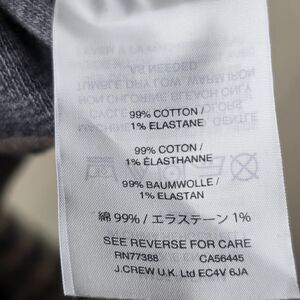 99% COTTON /
1% ELASTANE
99% COTON /
1% ÉLASTHANNE
99% BAUMWOLLE /
1% ELASTAN
綿 99% / エラステーン 1%
SEE REVERSE FOR CARE
RN77388 CA56445
J.CREW U.K. Ltd EC4V 6JA